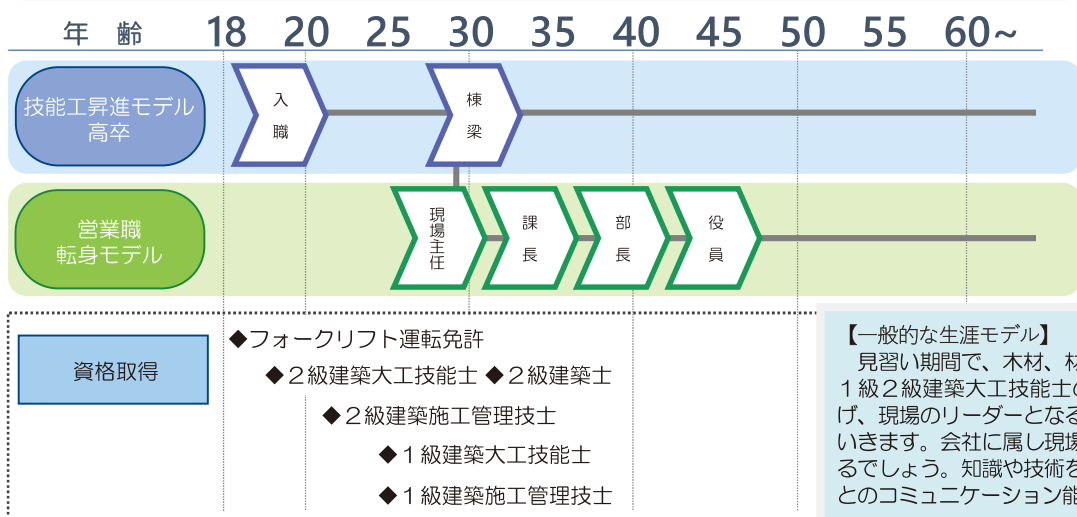 年 齢 18 20 25 30 35 40 45 50 55 60~
技能工昇進モデル
高卒
入職
棟梁
営業職
転身モデル
現場主任
課長
部長
役員
資格取得
◆フォークリフト運転免許
◆２級建築大工技能士 ◆２級建築士
◆２級建築施工管理技士
◆１級建築大工技能士
◆１級建築施工管理技士
【一般的な生涯モデル】
見習い期間で、木材、材
１級２級建築大工技能士の
げ、現場のリーダーとなる
いきます。会社に属し現場
るでしょう。知識や技術を
とのコミュニケーション能